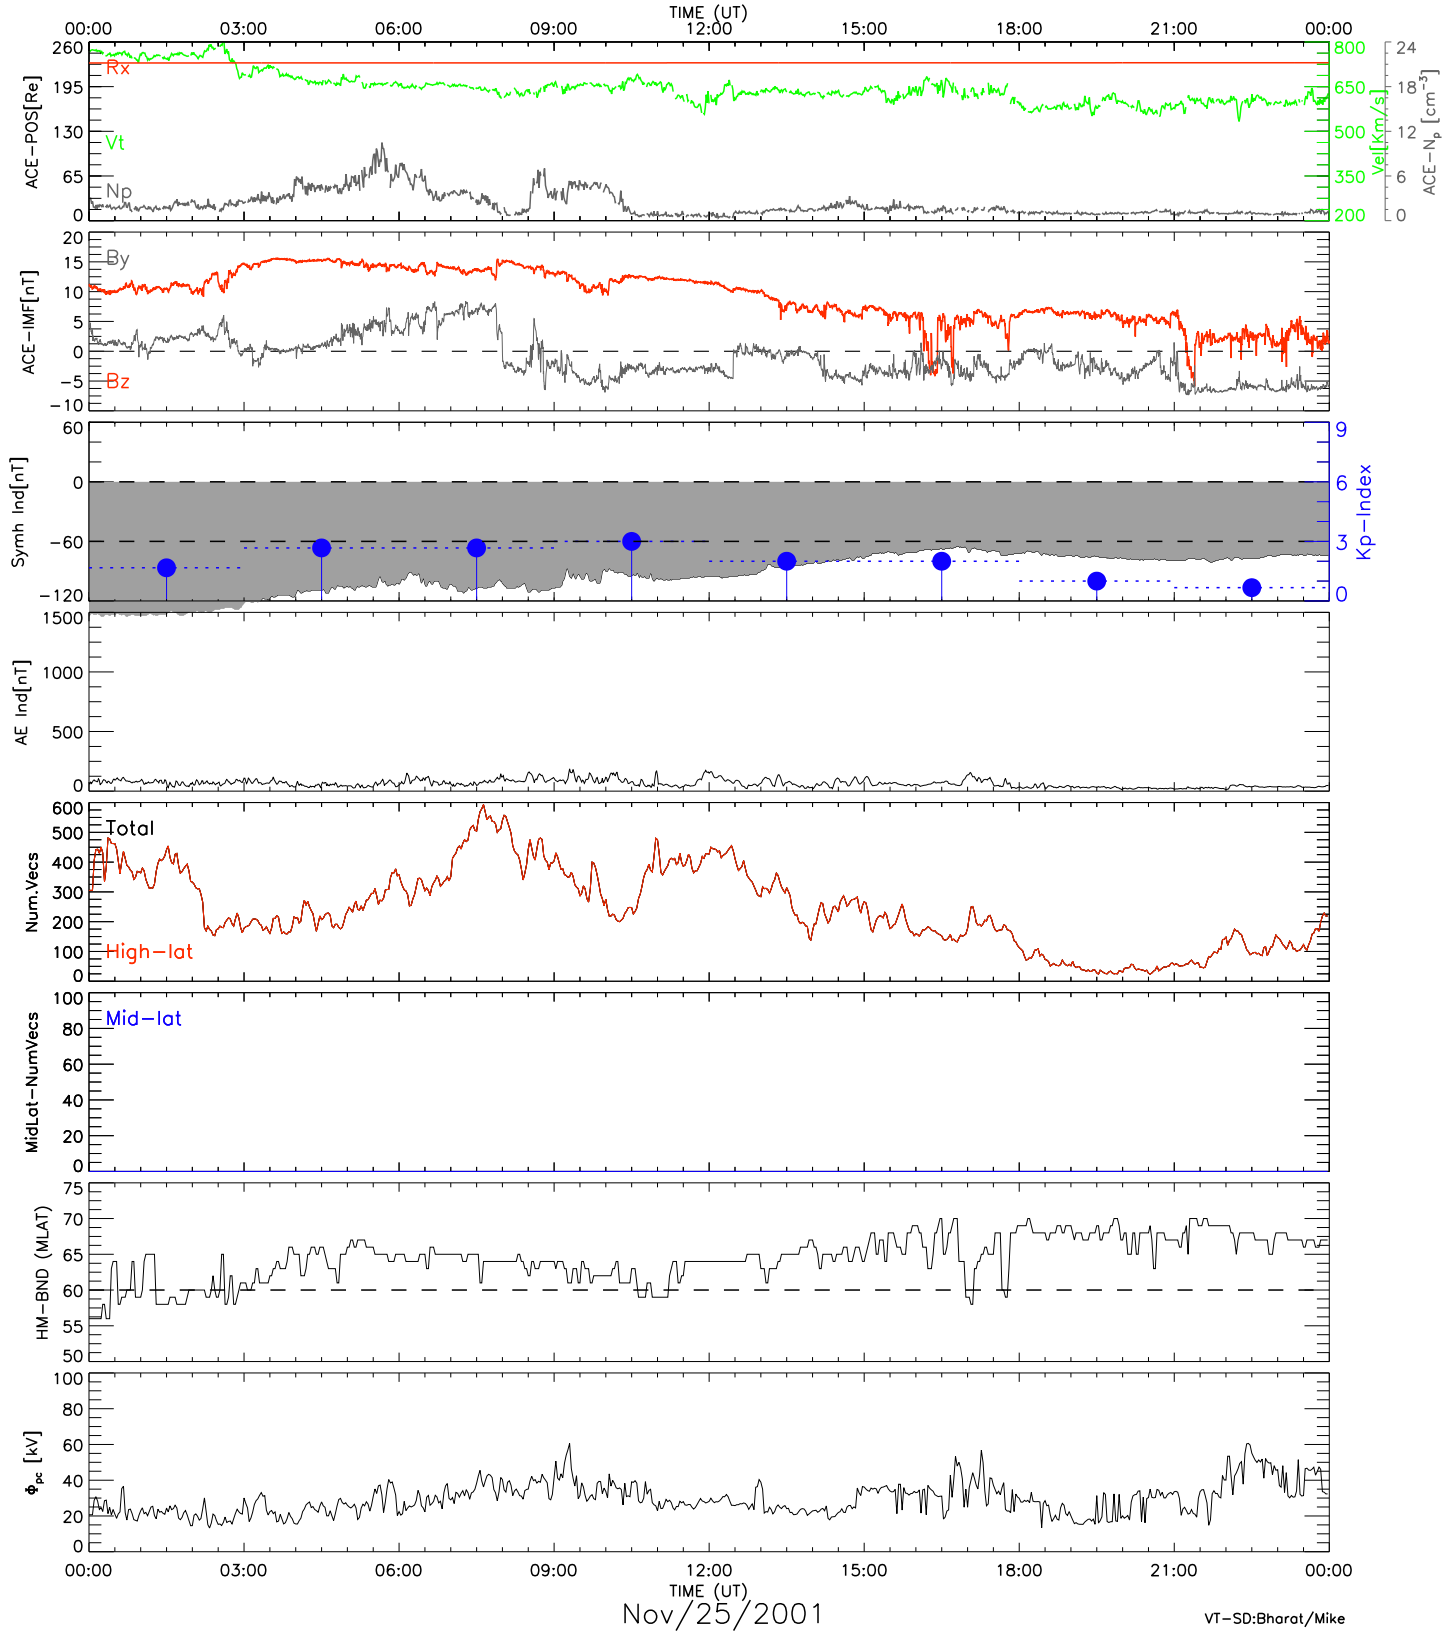 TIME (UT)
00:00 03:00 06:00 09:00 12:00 15:00 18:00 21:00 00:00
ACE-POS[Re]
260
195
130
65
0
Rx
Vt
Np
800
650
500
350
200
Vel[Km/s]
24
18
12
6
0
ACE-Np [cm-3]
ACE-IMF[nT]
20
15
10
5
0
-5
-10
By
Bz
Symh Ind[nT]
60
0
-60
-120
9
6
3
0
Kp-Index
AE Ind[nT]
1500
1000
500
0
Num.Vecs
600
500
400
300
200
100
0
Total
High-lat
MidLat-NumVecs
100
80
60
40
20
0
Mid-lat
HM-BND (MLAT)
75
70
65
60
55
50
Φpc [kV]
100
80
60
40
20
0
00:00 03:00 06:00 09:00 12:00 15:00 18:00 21:00 00:00
TIME (UT)
Nov/25/2001
VT-SD:Bharat/Mike